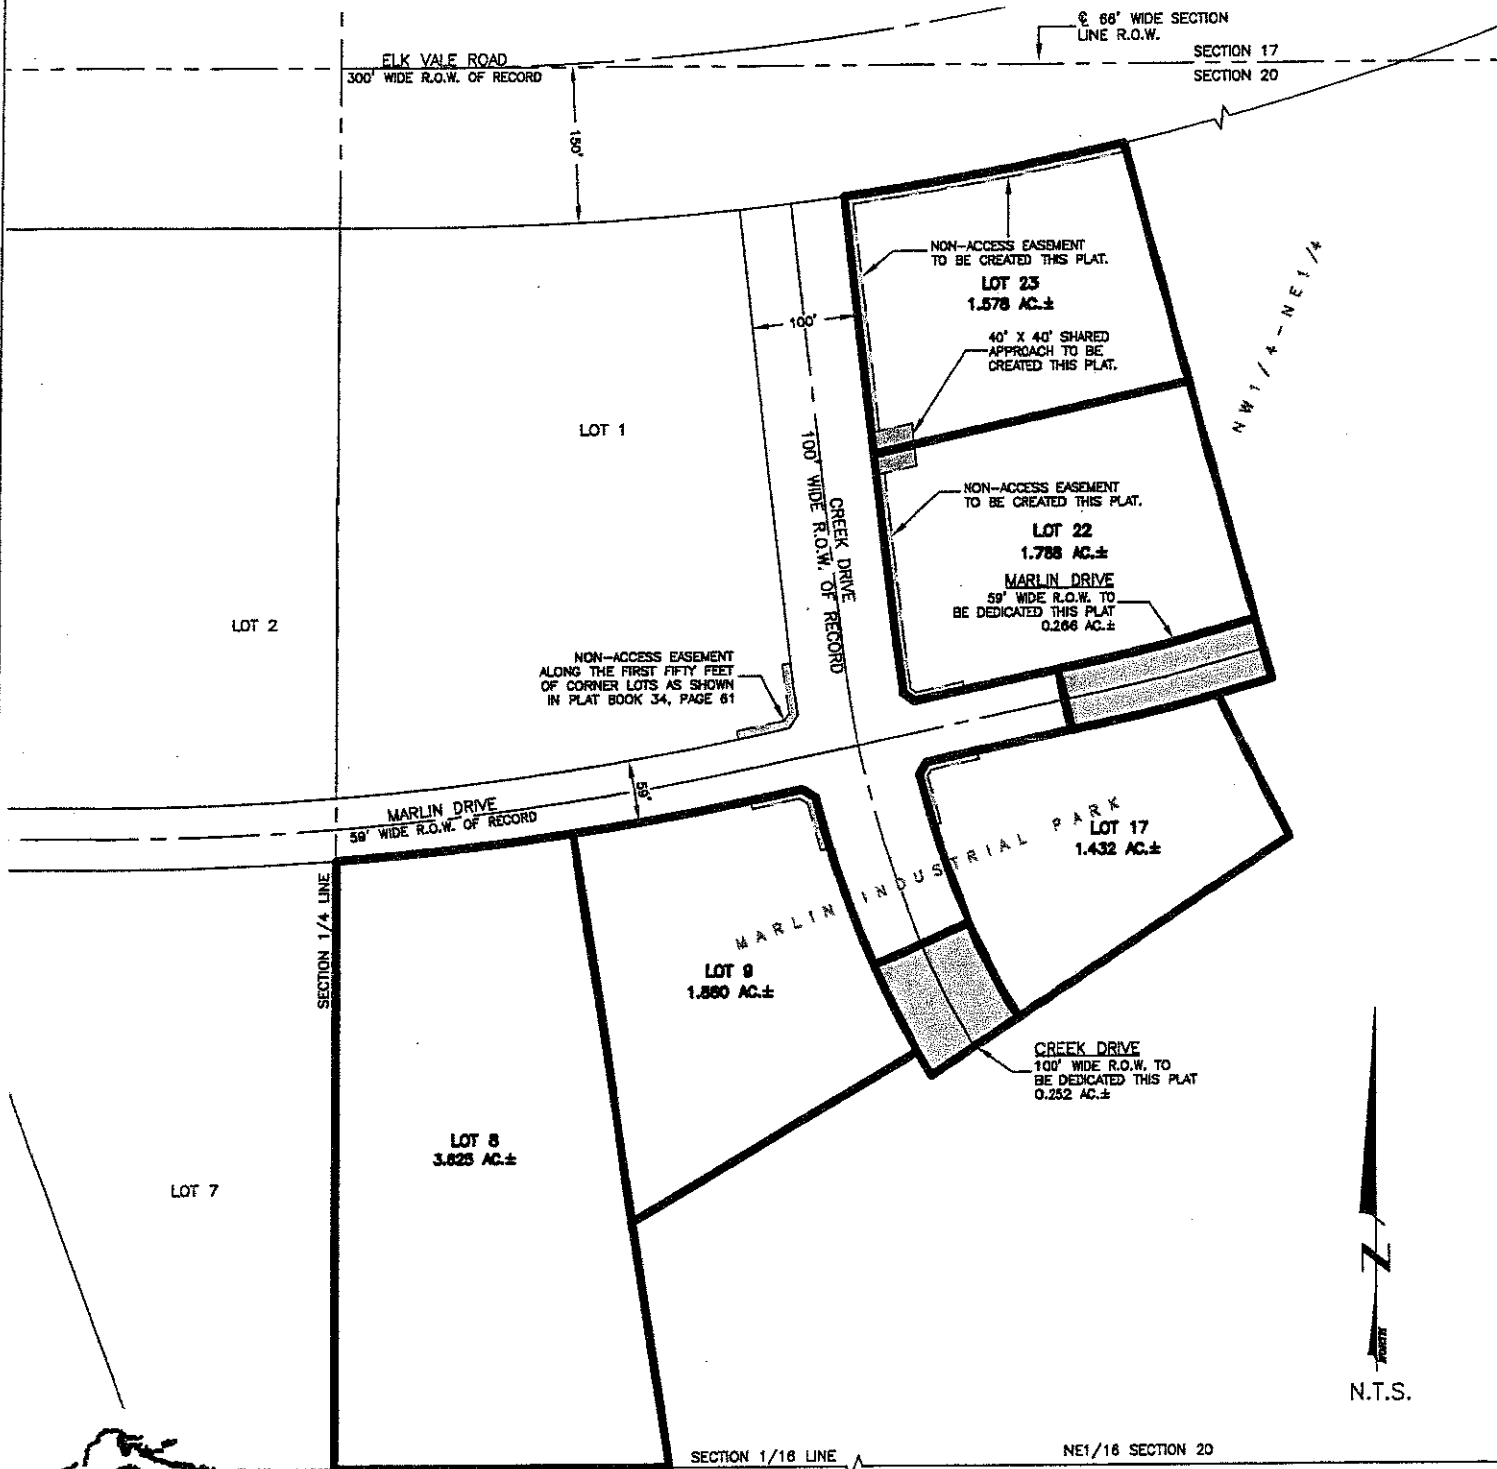 ℄ 66' WIDE SECTION
LINE R.O.W.
SECTION 17
SECTION 20
ELK VALE ROAD
300' WIDE R.O.W. OF RECORD
150'
NON-ACCESS EASEMENT
TO BE CREATED THIS PLAT.
LOT 23
1.578 AC.±
NW1/4-NE1/4
100'
40' X 40' SHARED
APPROACH TO BE
CREATED THIS PLAT.
LOT 1
CREEK DRIVE
100' WIDE R.O.W. OF RECORD
NON-ACCESS EASEMENT
TO BE CREATED THIS PLAT.
LOT 22
1.788 AC.±
MARLIN DRIVE
59' WIDE R.O.W. TO
BE DEDICATED THIS PLAT
0.266 AC.±
LOT 2
NON-ACCESS EASEMENT
ALONG THE FIRST FIFTY FEET
OF CORNER LOTS AS SHOWN
IN PLAT BOOK 34, PAGE 61
59'
MARLIN DRIVE
59' WIDE R.O.W. OF RECORD
MARLIN INDUSTRIAL PARK
LOT 17
1.432 AC.±
SECTION 1/4 LINE
LOT 9
1.860 AC.±
CREEK DRIVE
100' WIDE R.O.W. TO
BE DEDICATED THIS PLAT
0.252 AC.±
LOT 8
3.625 AC.±
LOT 7
N
NORTH
N.T.S.
SECTION 1/16 LINE
NE1/16 SECTION 20